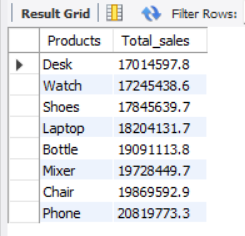 Result Grid Filter Rows:
Products Total_sales
Desk 17014597.8
Watch 17245438.6
Shoes 17845639.7
Laptop 18204131.7
Bottle 19091113.8
Mixer 19728449.7
Chair 19869592.9
Phone 20819773.3